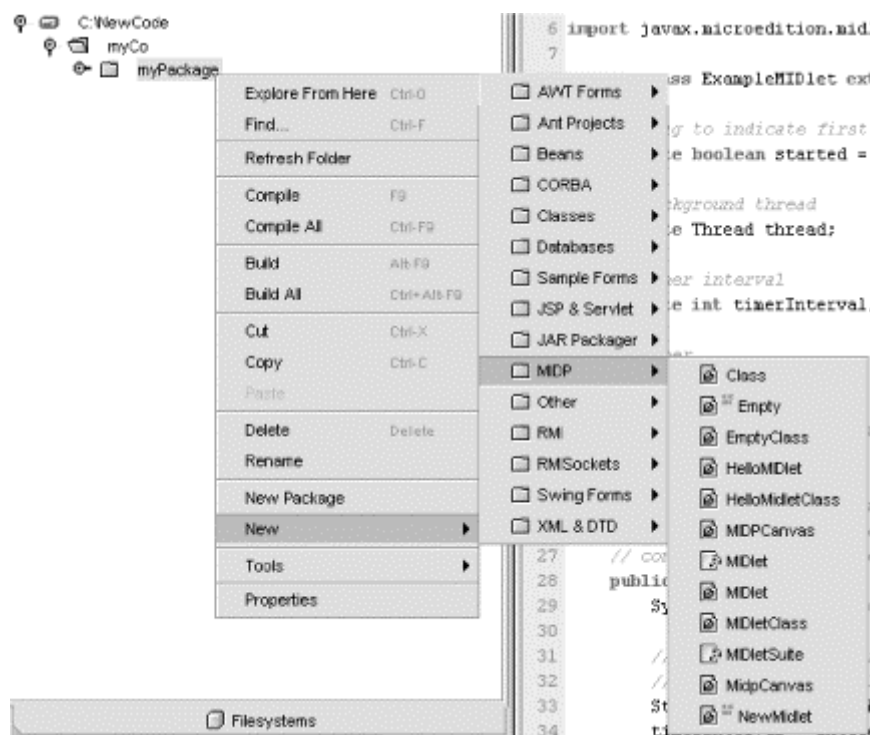 C:\NewCode
myCo
myPackage
Explore From Here Ctrl-O
Find... Ctrl-F
Refresh Folder
Compile F9
Compile All Ctrl-F9
Build Alt-F9
Build All Ctrl+Alt-F9
Cut Ctrl-X
Copy Ctrl-C
Paste
Delete Delete
Rename
New Package
New
Tools
Properties
AWT Forms
Ant Projects
Beans
CORBA
Classes
Databases
Sample Forms
JSP & Servlet
JAR Packager
MIDP
Other
RMI
RMISockets
Swing Forms
XML & DTD
Class
Empty
EmptyClass
HelloMIDlet
HelloMidletClass
MIDPCanvas
MIDlet
MIDlet
MIDletClass
MIDletSuite
MidpCanvas
NewMidlet
6 import javax.microedition.mid
7
ss ExampleMIDlet ext
g to indicate first
e boolean started =
kground thread
e Thread thread;
er interval
e int timerInterval
27 // con
28 public
29 $y
30
31 //
32 //
33 $t
34 ti
Filesystems